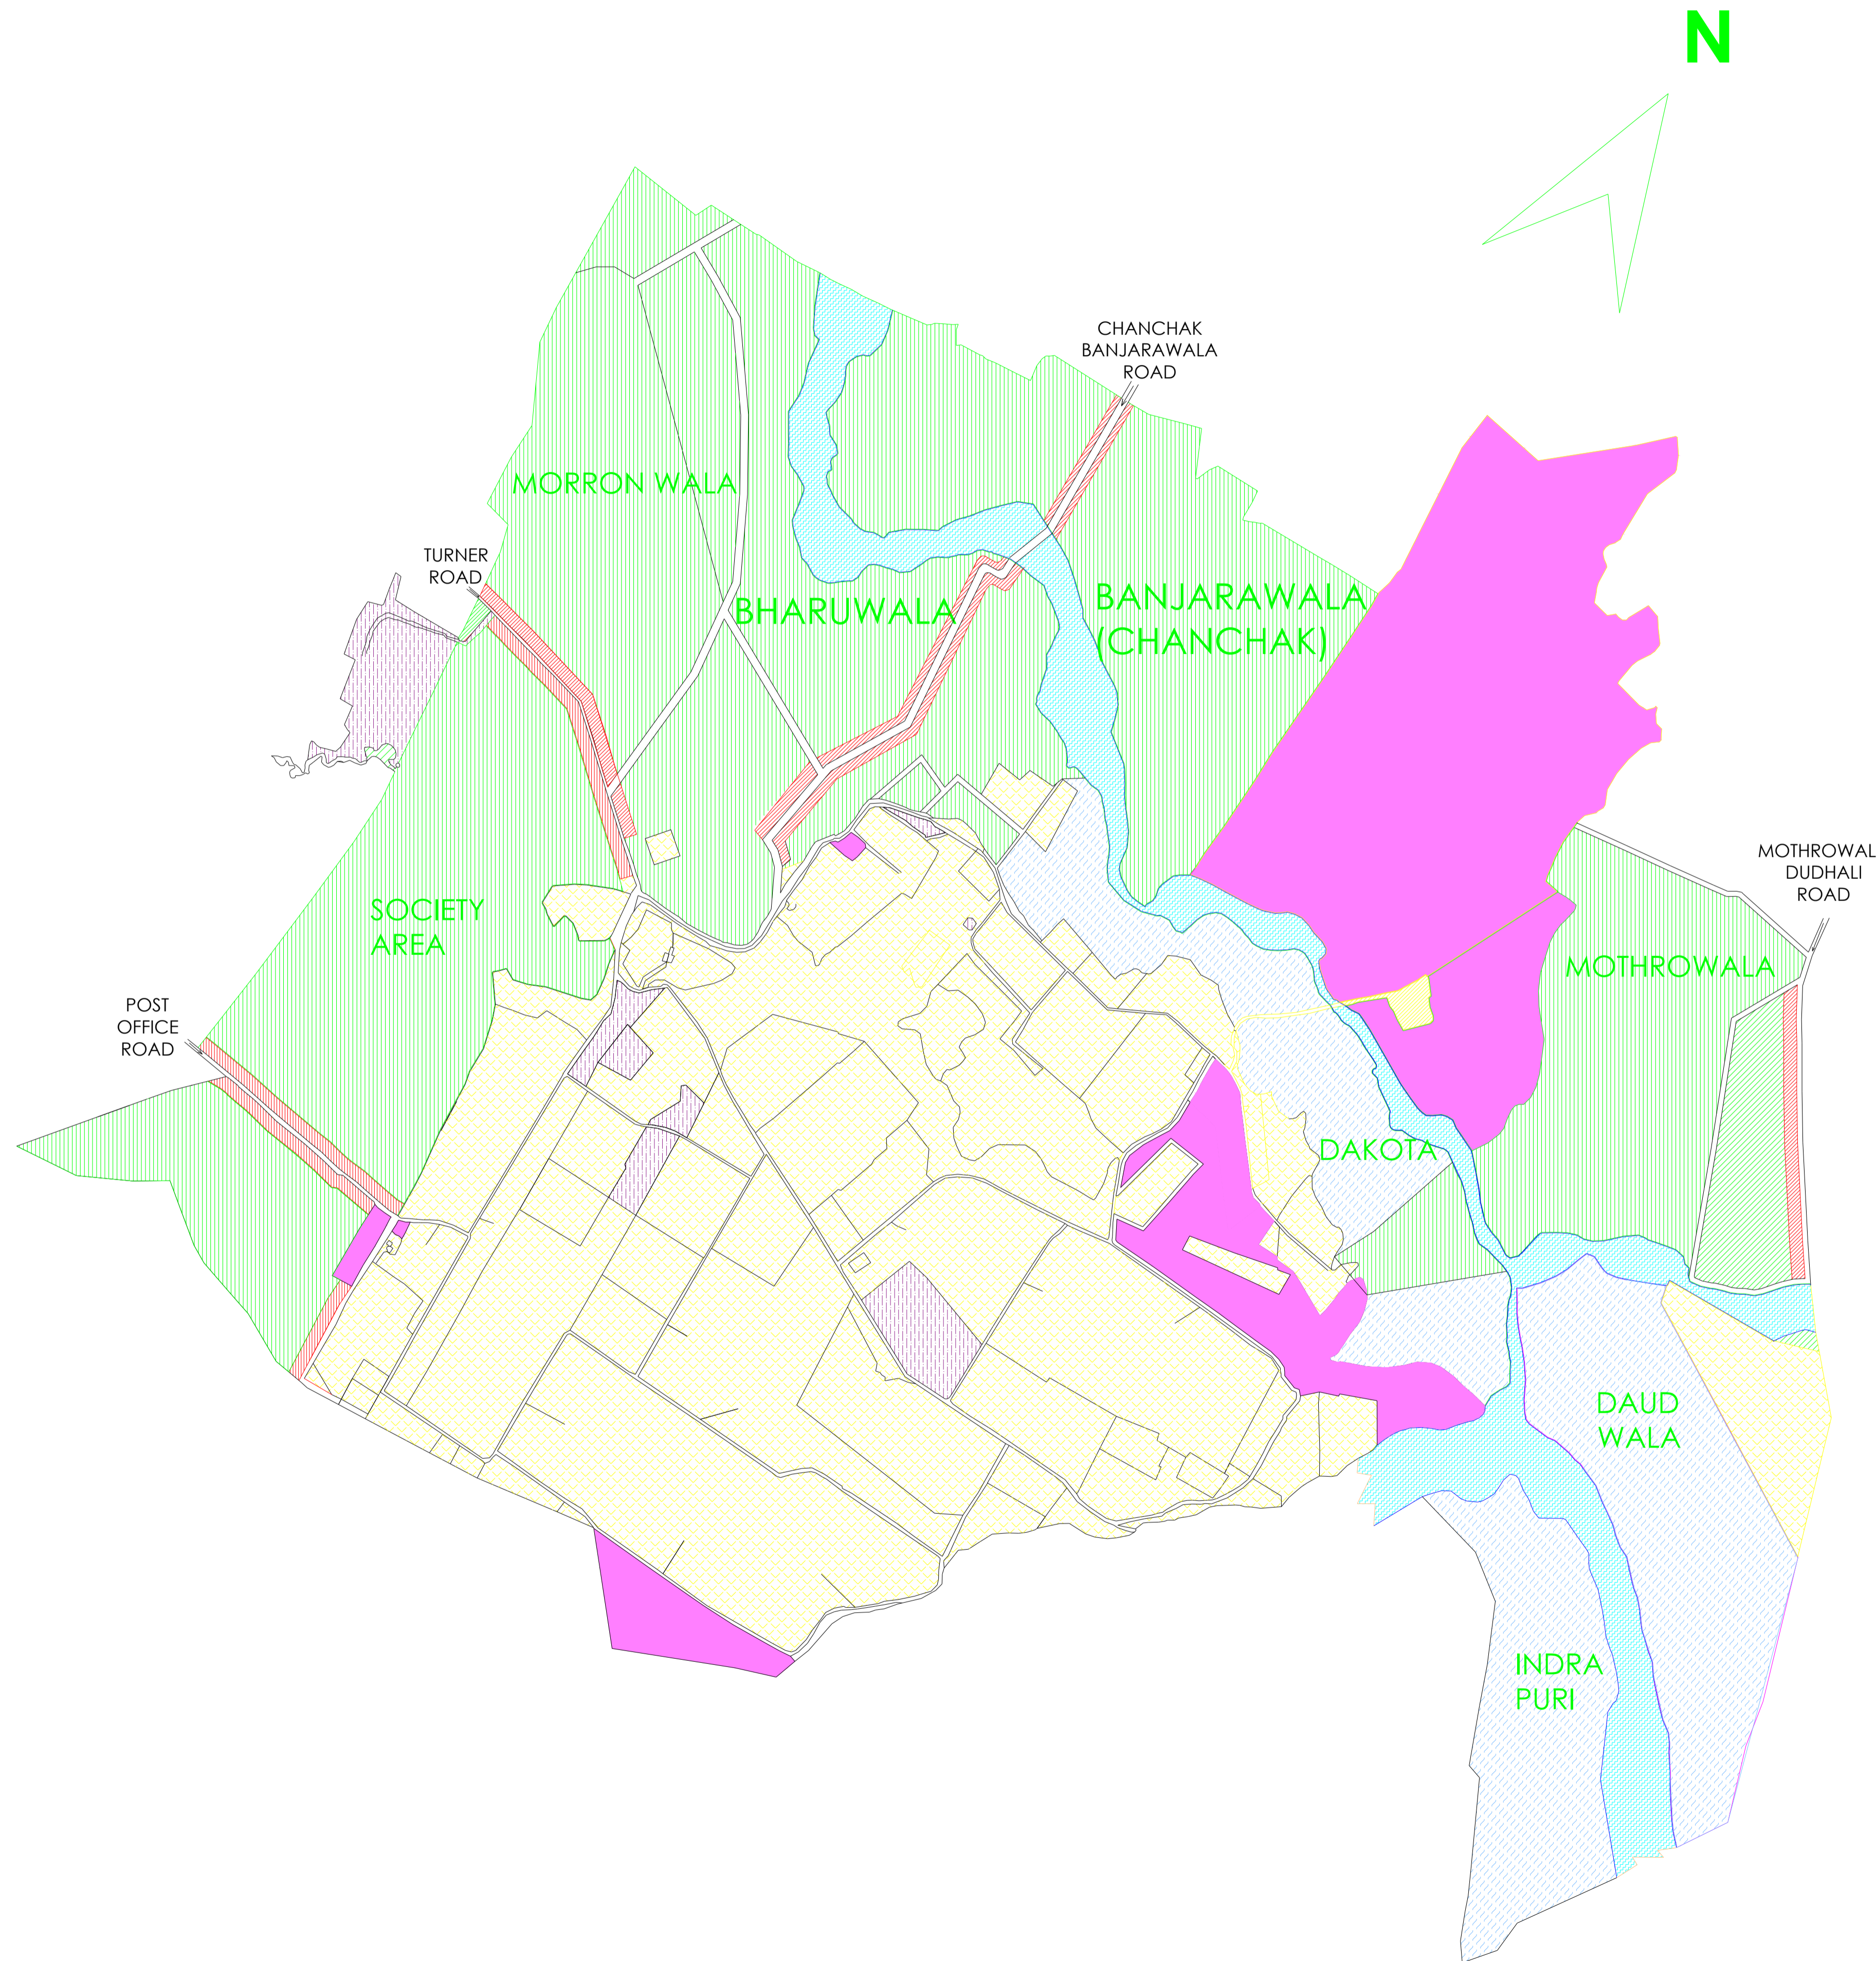 N
CHANCHAK
BANJARAWALA
ROAD
MORRON WALA
TURNER
ROAD
BHARUWALA
BANJARAWALA
(CHANCHAK)
MOTHROWAL
DUDHALI
ROAD
SOCIETY
AREA
MOTHROWALA
POST
OFFICE
ROAD
DAKOTA
DAUD
WALA
INDRA
PURI